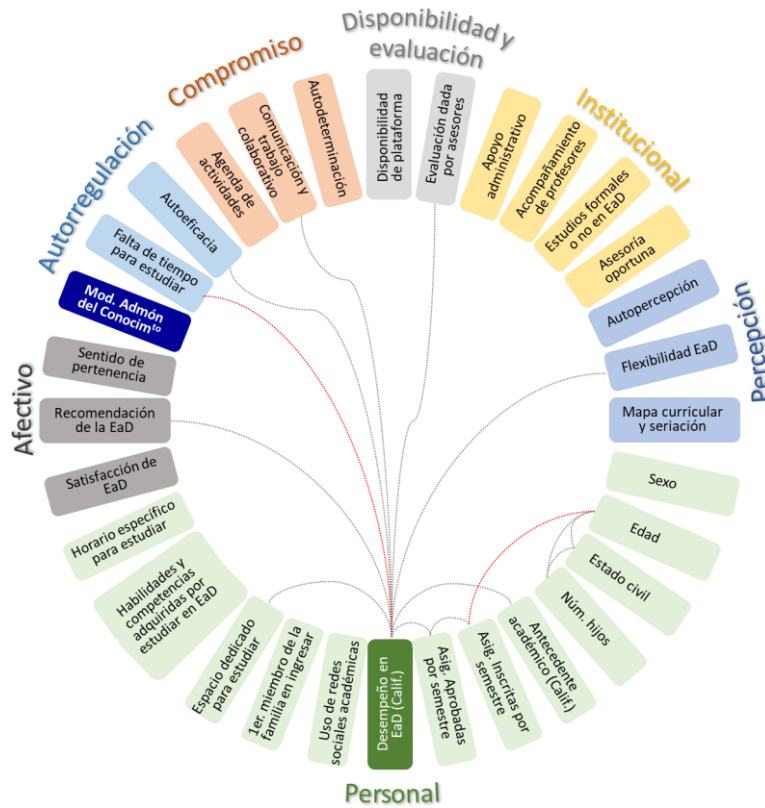 Disponibilidad y
evaluación
Disponibilidad
de plataforma
Evaluación dada
por asesores
Institucional
Apoyo
administrativo
Acompañamiento
de profesores
Estudios formales
o no en EaD
Asesoría
oportuna
Percepción
Autopercepción
Flexibilidad EaD
Mapa curricular
y seriación
Sexo
Edad
Estado civil
Núm. hijos
Antecedente
académico (Calif.)
Asig. Inscritas por
semestre
Asig. Aprobadas
por semestre
Desempeño en
EaD (Calif.)
Personal
Uso de redes
sociales académicas
1er. miembro de la
familia en ingresar
Espacio dedicado
para estudiar
Habilidades y
competencias
adquiridas por
estudiar en EaD
Horario específico
para estudiar
Afectivo
Satisfacción de
EaD
Recomendación
de la EaD
Sentido de
pertenencia
Mod. Admón
del Conocimto
Autorregulación
Falta de tiempo
para estudiar
Autoeficacia
Compromiso
Agenda de
actividades
Comunicación y
trabajo
colaborativo
Autodeterminación